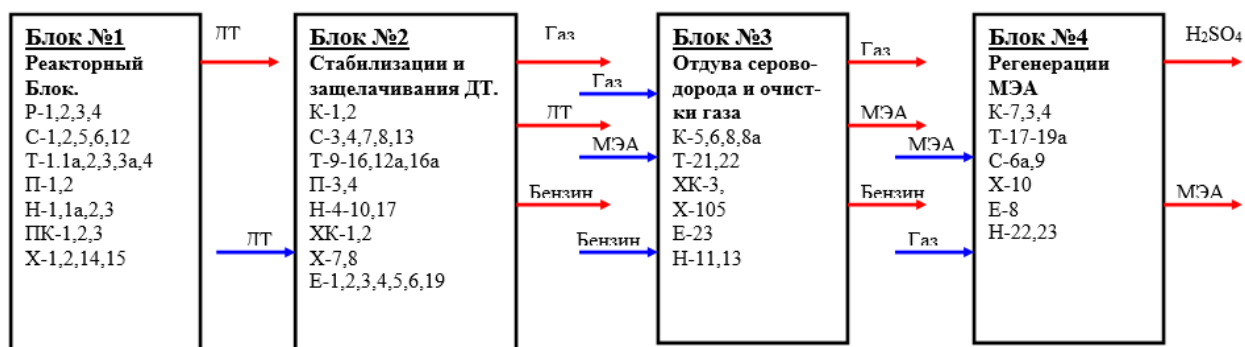 Блок №1
Реакторный
Блок.
Р-1,2,3,4
С-1,2,5,6,12
Т-1.1а,2,3,3а,4
П-1,2
Н-1,1а,2,3
ПК-1,2,3
Х-1,2,14,15
ДТ
ДТ
Блок №2
Стабилизации и
защелачивания ДТ.
К-1,2
С-3,4,7,8,13
Т-9-16,12а,16а
П-3,4
Н-4-10,17
ХК-1,2
Х-7,8
Е-1,2,3,4,5,6,19
Газ
Газ
ДТ
МЭА
Бензин
Бензин
Блок №3
Отдува серово-
дорода и очист-
ки газа
К-5,6,8,8а
Т-21,22
ХК-3,
Х-105
Е-23
Н-11,13
Газ
МЭА
МЭА
Бензин
Газ
Блок №4
Регенерации
МЭА
К-7,3,4
Т-17-19а
С-6а,9
Х-10
Е-8
Н-22,23
H₂SO₄
МЭА